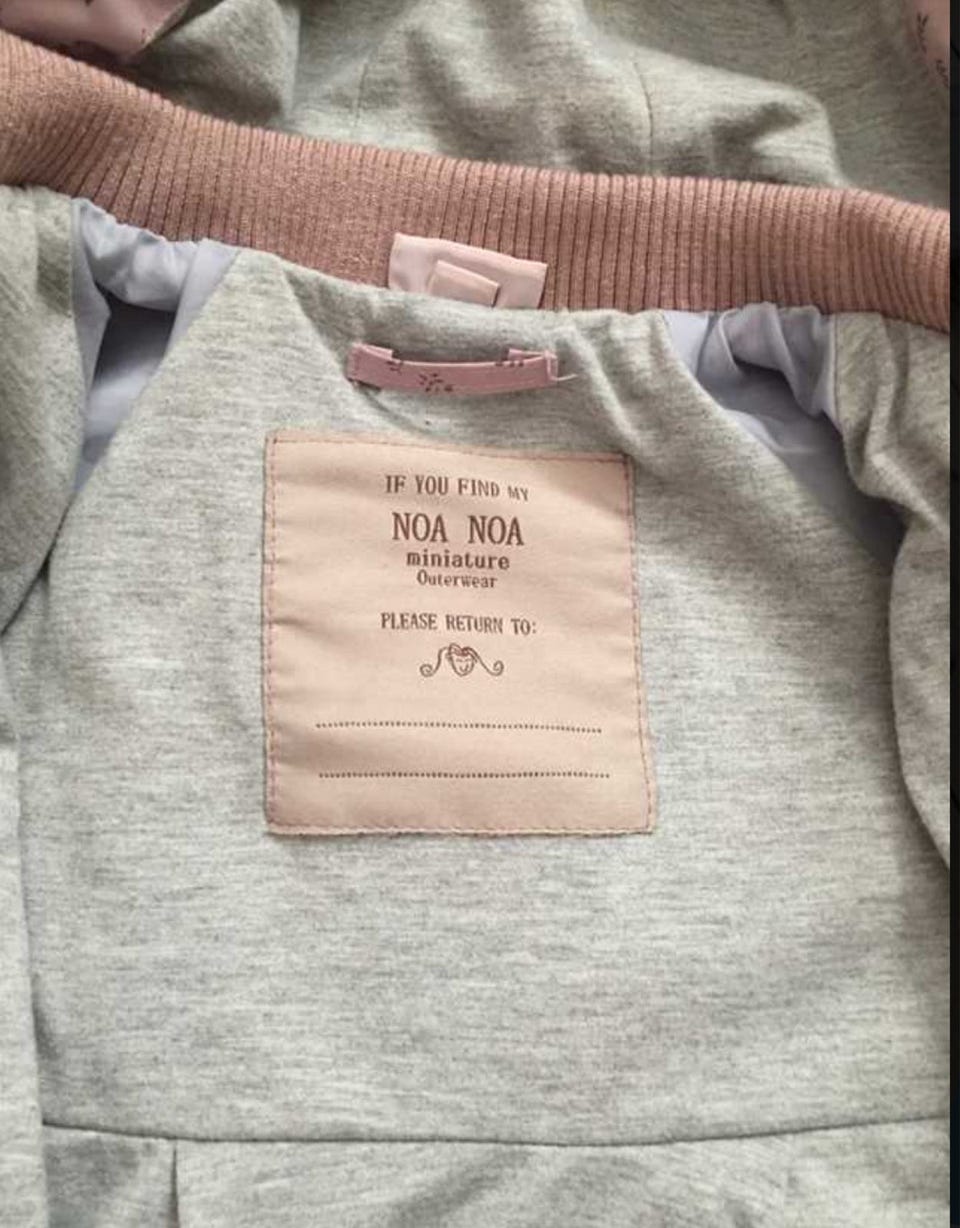 IF YOU FIND MY
NOA NOA
miniature
Outerwear
PLEASE RETURN TO: